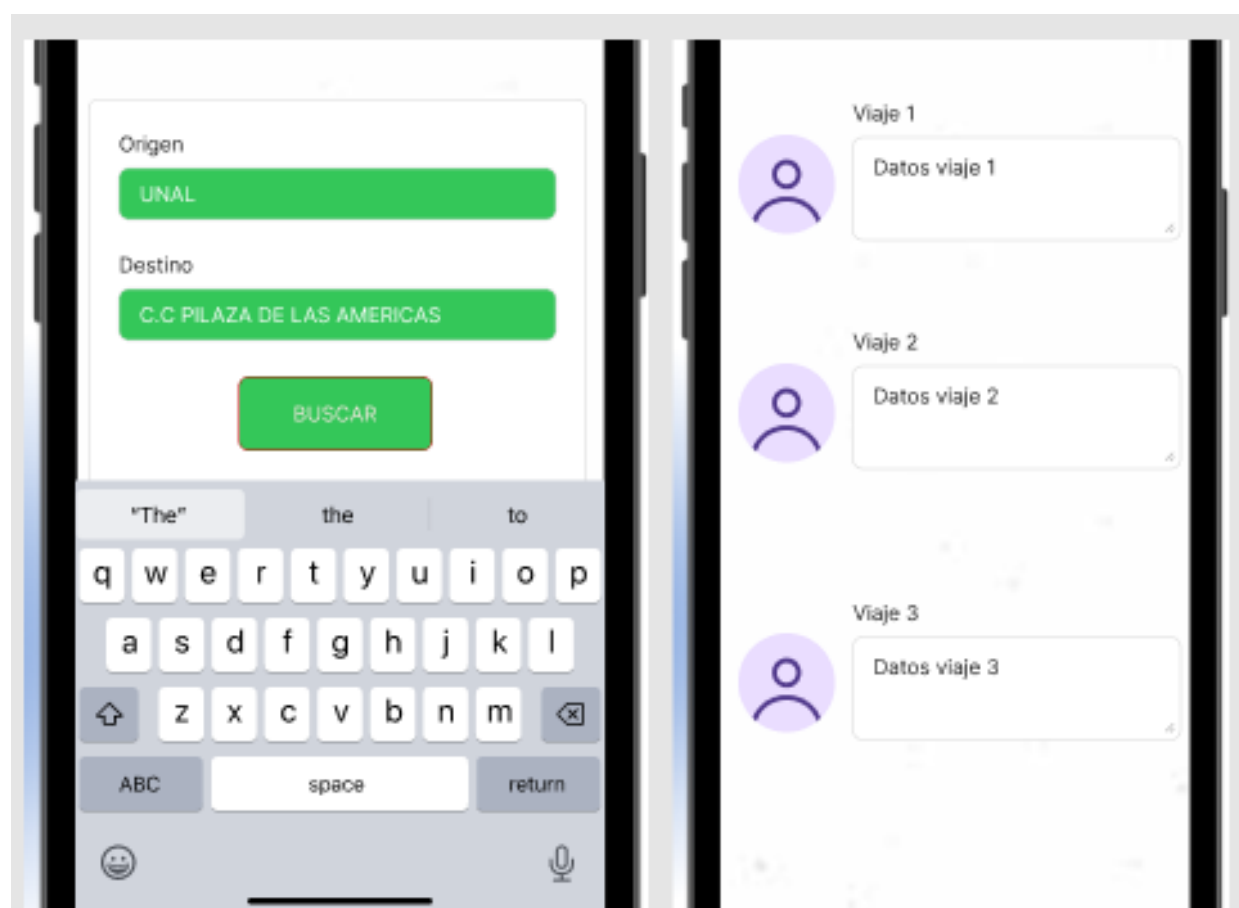 Origen
UNAL
Destino
C.C PILAZA DE LAS AMERICAS
BUSCAR
"The" the to
q w e r t y u i o p
a s d f g h j k l
z x c v b n m
ABC space return
Viaje 1
Datos viaje 1
Viaje 2
Datos viaje 2
Viaje 3
Datos viaje 3